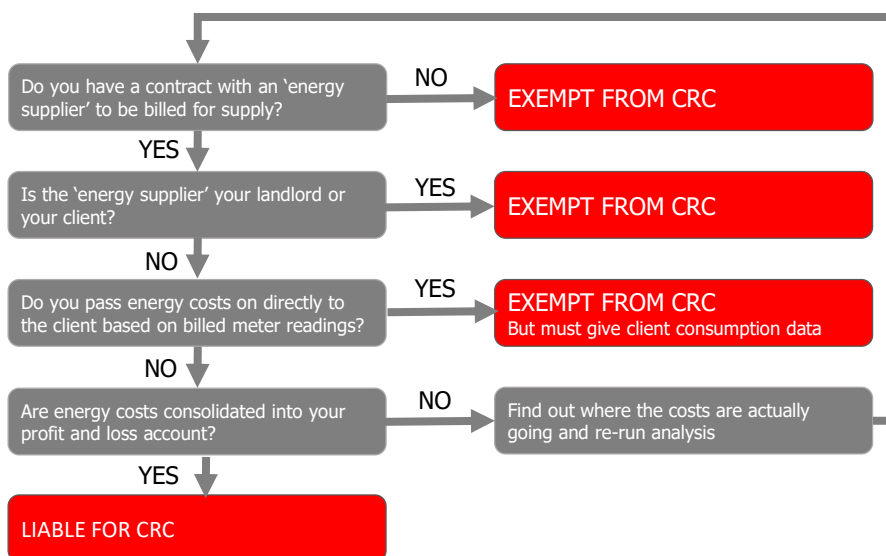 Do you have a contract with an ‘energy
supplier’ to be billed for supply?
NO
EXEMPT FROM CRC
YES
Is the ‘energy supplier’ your landlord or
your client?
YES
EXEMPT FROM CRC
NO
Do you pass energy costs on directly to
the client based on billed meter readings?
YES
EXEMPT FROM CRC
But must give client consumption data
NO
Are energy costs consolidated into your
profit and loss account?
NO
Find out where the costs are actually
going and re-run analysis
YES
LIABLE FOR CRC